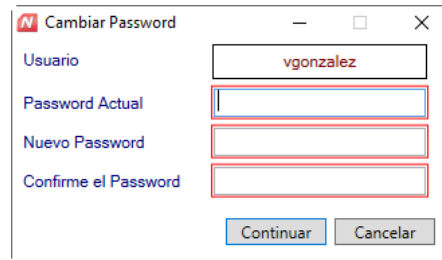 N Cambiar Password
Usuario vgonzalez
Password Actual
Nuevo Password
Confirme el Password
Continuar Cancelar